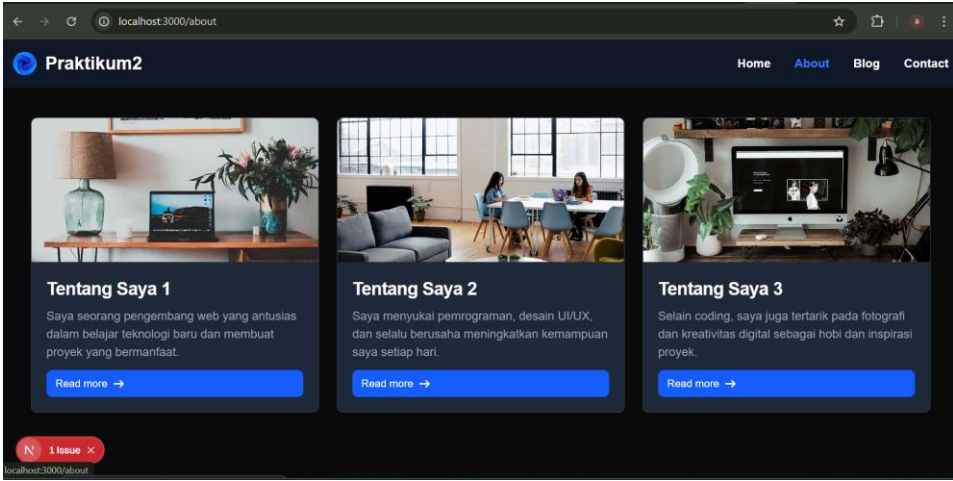 localhost:3000/about
a
Praktikum2
Home About Blog Contact
Tentang Saya 1
Saya seorang pengembang web yang antusias
dalam belajar teknologi baru dan membuat
proyek yang bermanfaat.
Read more →
Tentang Saya 2
Saya menyukai pemrograman, desain UI/UX,
dan selalu berusaha meningkatkan kemampuan
saya setiap hari.
Read more →
Tentang Saya 3
Selain coding, saya juga tertarik pada fotografi
dan kreativitas digital sebagai hobi dan inspirasi
proyek.
Read more →
N 1 Issue ×
localhost:3000/about